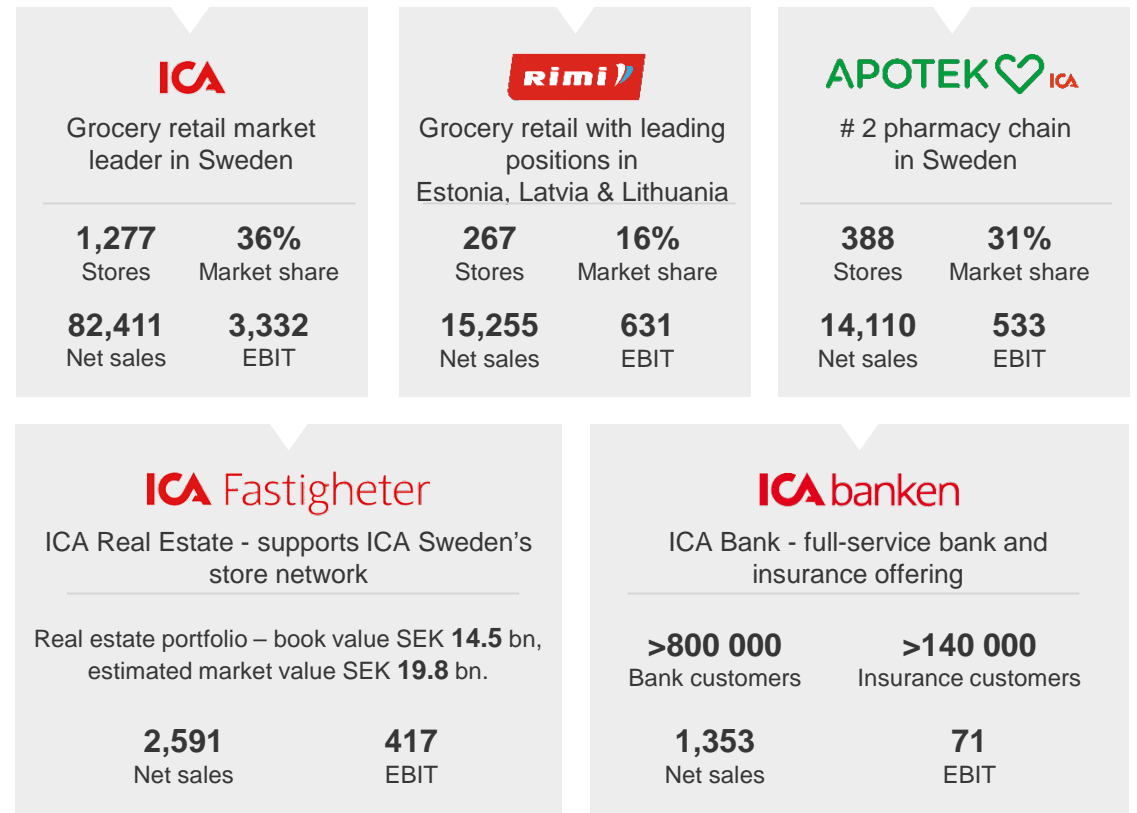 ICA
Grocery retail market
leader in Sweden
1,277 36%
Stores Market share
82,411 3,332
Net sales EBIT
Rimi
Grocery retail with leading
positions in
Estonia, Latvia & Lithuania
267 16%
Stores Market share
15,255 631
Net sales EBIT
APOTEK ICA
# 2 pharmacy chain
in Sweden
388 31%
Stores Market share
14,110 533
Net sales EBIT
ICA Fastigheter
ICA Real Estate - supports ICA Sweden's
store network
Real estate portfolio – book value SEK 14.5 bn,
estimated market value SEK 19.8 bn.
2,591 417
Net sales EBIT
ICA banken
ICA Bank - full-service bank and
insurance offering
>800 000 >140 000
Bank customers Insurance customers
1,353 71
Net sales EBIT